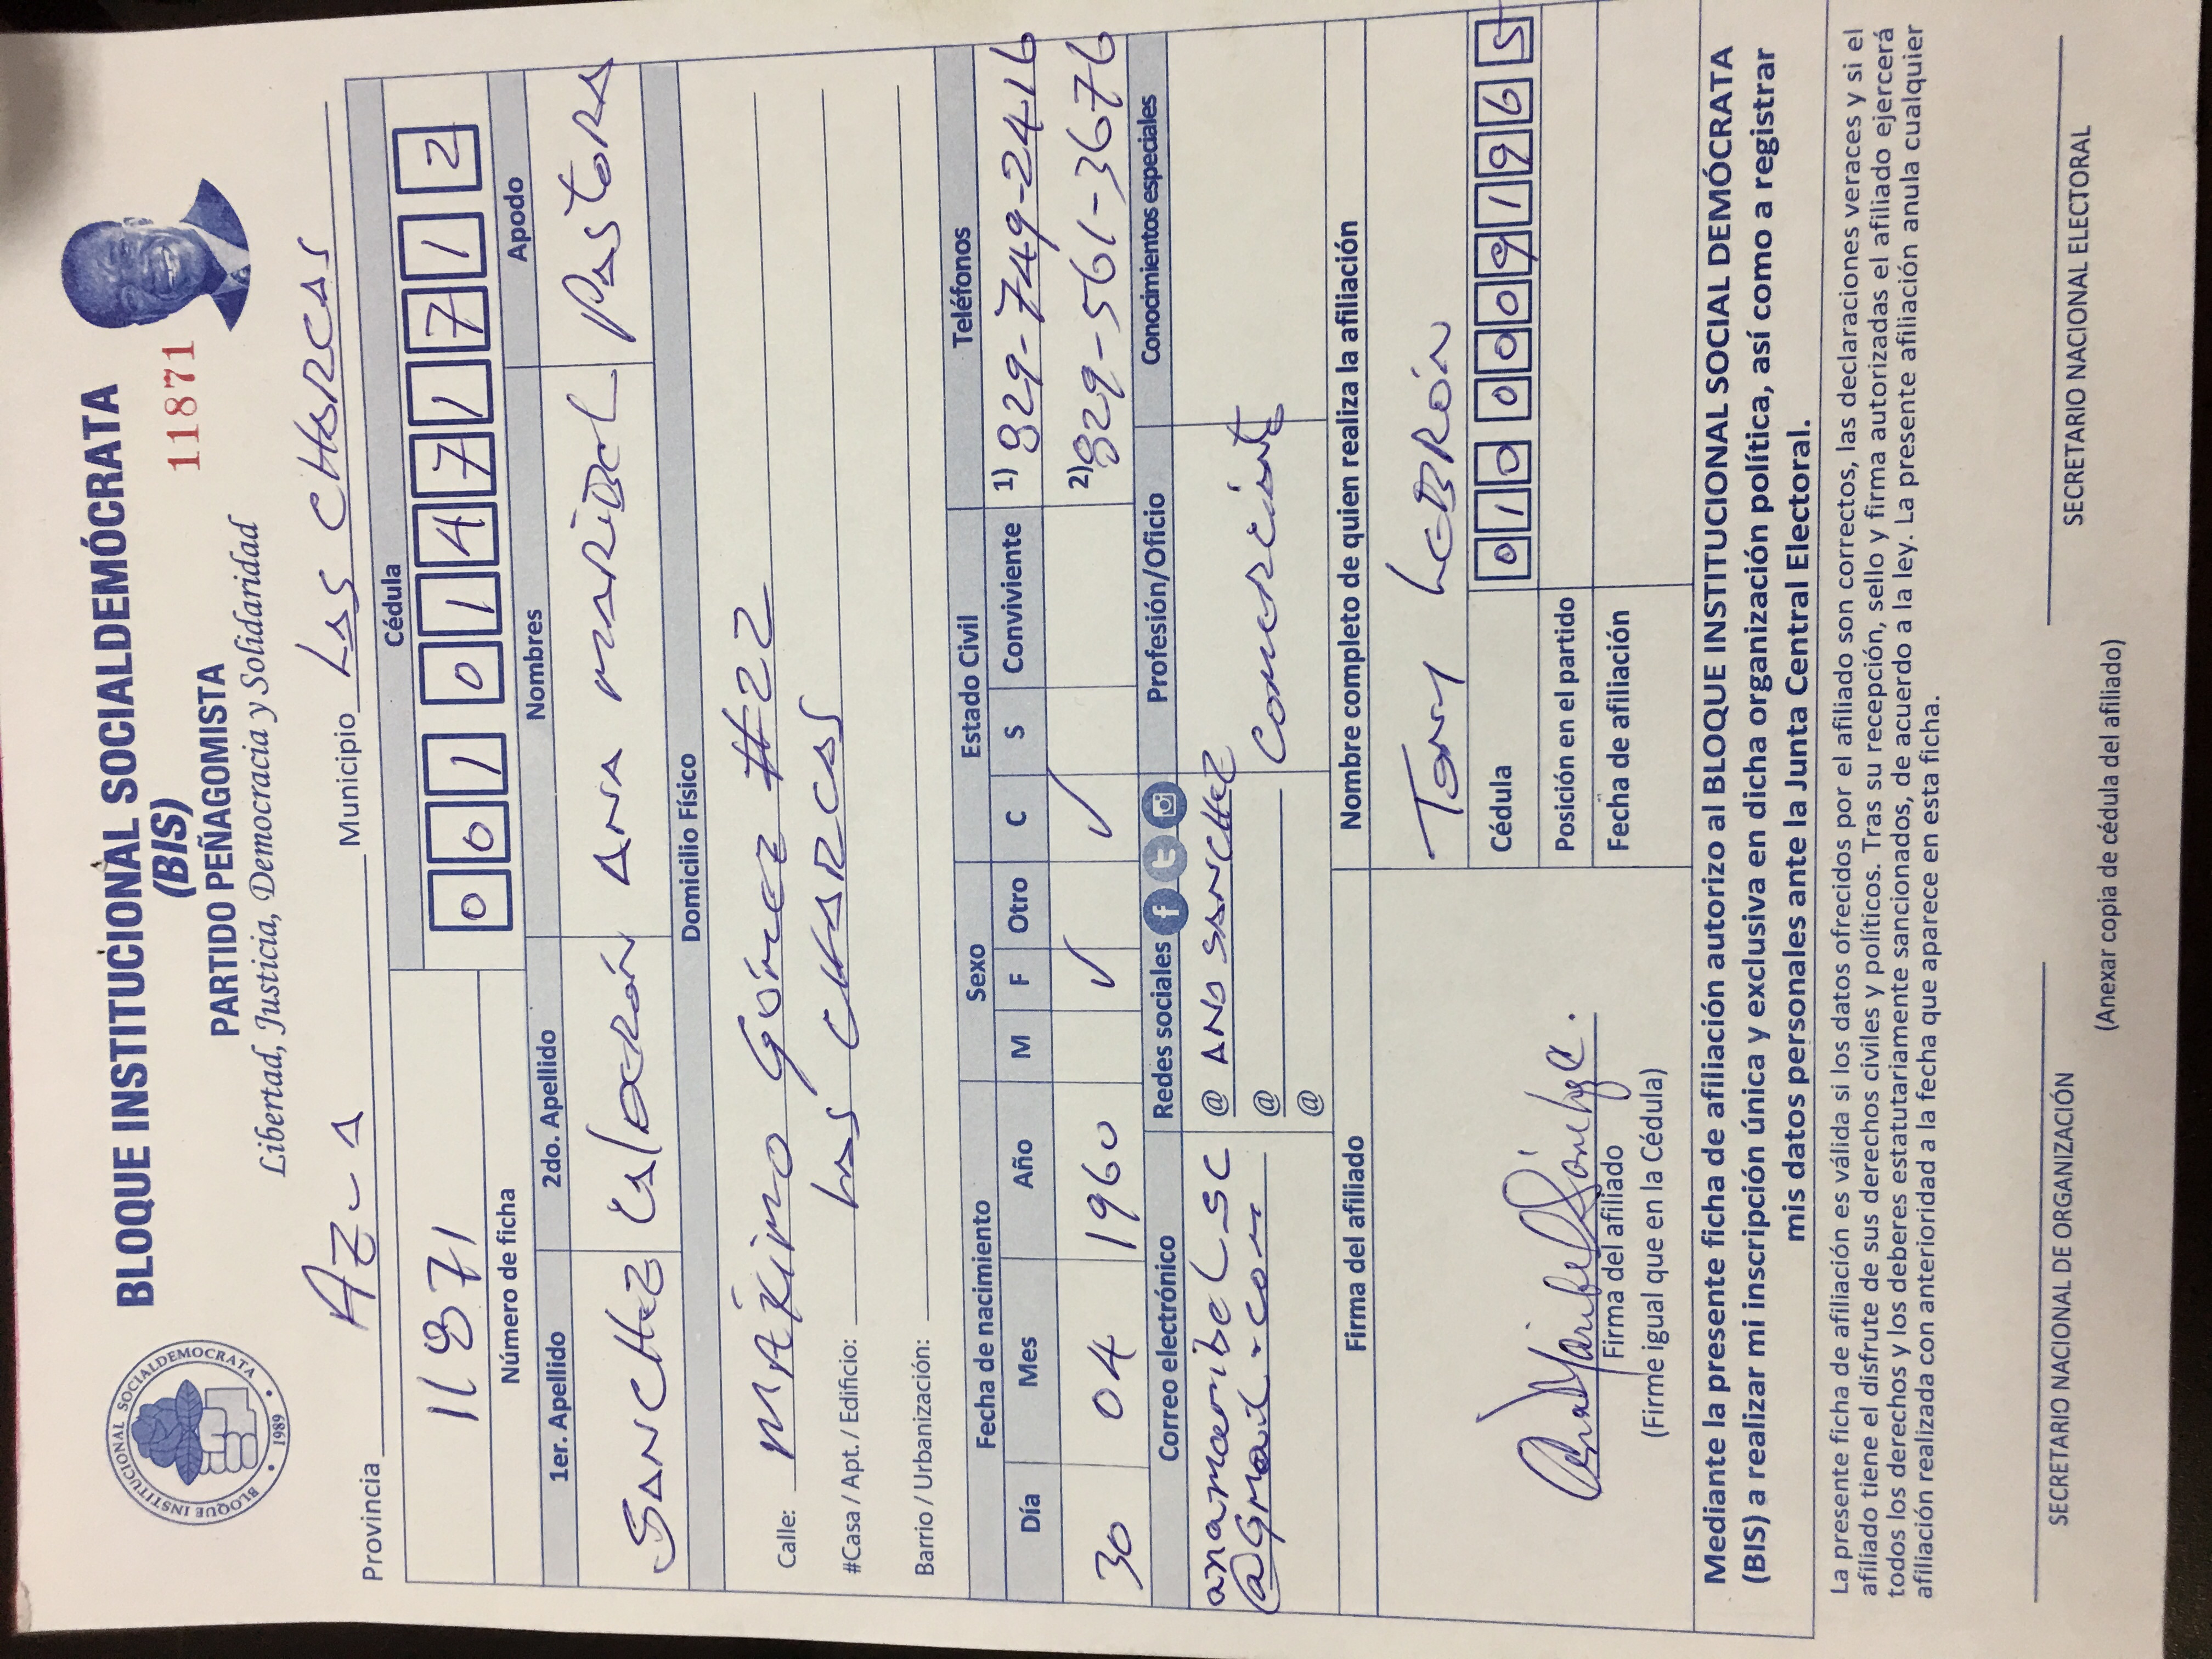 BLOQUE INSTITUCIONAL SOCIALDEMÓCRATA
(BIS)
PARTIDO PEÑAGOMISTA
11871
Libertad, Justicia, Democracia y Solidaridad
BLOQUE INSTITUCIONAL SOCIALDEMOCRATA
1989
Provincia Municipio LAS CHARCAS
11871
Número de ficha
Cédula
0 0 1 0 1 4 7 1 7 1 2
1er. Apellido 2do. Apellido Nombres Apodo
SANCHEZ ANA MARIBEL PASTORA
Domicilio Físico
Calle: MÁXIMO GÓMEZ #22
#Casa / Apt. / Edificio: LAS CHARCAS
Barrio / Urbanización:
Fecha de nacimiento Sexo Estado Civil Teléfonos
Día Mes Año M F Otro C S Conviviente 1) 829-749-2416
30 04 1960 ✓ ✓ 2) 829-561-3676
Correo electrónico Redes sociales Profesión/Oficio Conocimientos especiales
anamaribelsc @ ANA SANCHEZ
@gmail.com @ Comerciante
@
Firma del afiliado Nombre completo de quien realiza la afiliación
Tony LEBRÓN
Cédula 0 1 0 0 0 0 9 1 9 6 5
Posición en el partido
Fecha de afiliación
Firma del afiliado
(Firme igual que en la Cédula)
Mediante la presente ficha de afiliación autorizo al BLOQUE INSTITUCIONAL SOCIAL DEMÓCRATA
(BIS) a realizar mi inscripción única y exclusiva en dicha organización política, así como a registrar
mis datos personales ante la Junta Central Electoral.
La presente ficha de afiliación es válida si los datos ofrecidos por el afiliado son correctos, las declaraciones veraces y si el
afiliado tiene el disfrute de sus derechos civiles y políticos. Tras su recepción, sello y firma autorizadas el afiliado ejercerá
todos los derechos y los deberes estatutariamente sancionados, de acuerdo a la ley. La presente afiliación anula cualquier
afiliación realizada con anterioridad a la fecha que aparece en esta ficha.
SECRETARIO NACIONAL DE ORGANIZACIÓN SECRETARIO NACIONAL ELECTORAL
(Anexar copia de cédula del afiliado)